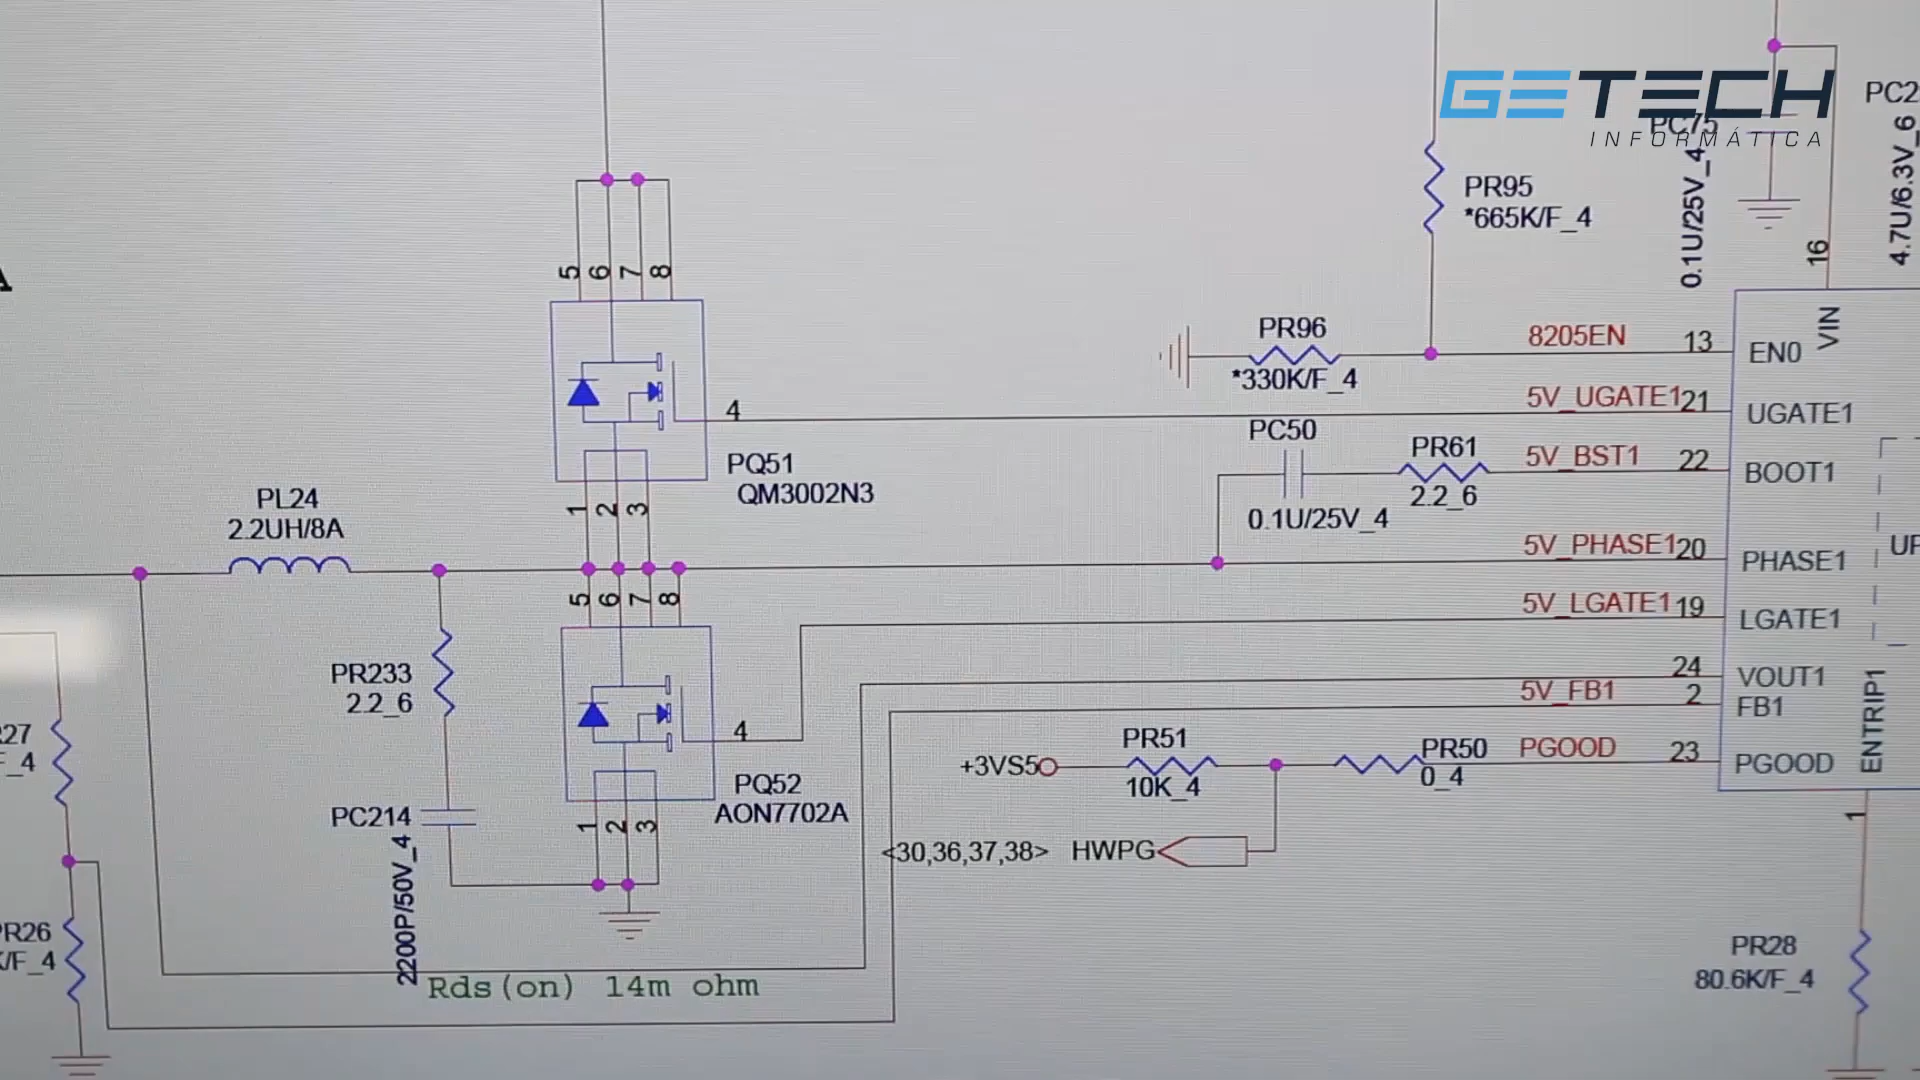 GETECH
INFORMÁTICA
PC75
0.1U/25V_4
PC2
4.7U/6.3V_6
PR95
*665K/F_4
16
5 6 7 8
PR96
*330K/F_4
8205EN 13 EN0
VIN
4
5V_UGATE1 21 UGATE1
PC50
0.1U/25V_4
PR61
2.2_6
5V_BST1 22 BOOT1
PQ51
QM3002N3
1 2 3
PL24
2.2UH/8A
5V_PHASE1 20 PHASE1
5 6 7 8
5V_LGATE1 19 LGATE1
PR233
2.2_6
24 VOUT1
5V_FB1 2 FB1
ENTRIP1
4
PQ52
AON7702A
+3VS5
PR51
10K_4
PR50
0_4
PGOOD 23 PGOOD
PC214
2200P/50V_4
1 2 3
<30,36,37,38> HWPG
1
PR28
80.6K/F_4
Rds(on) 14m ohm